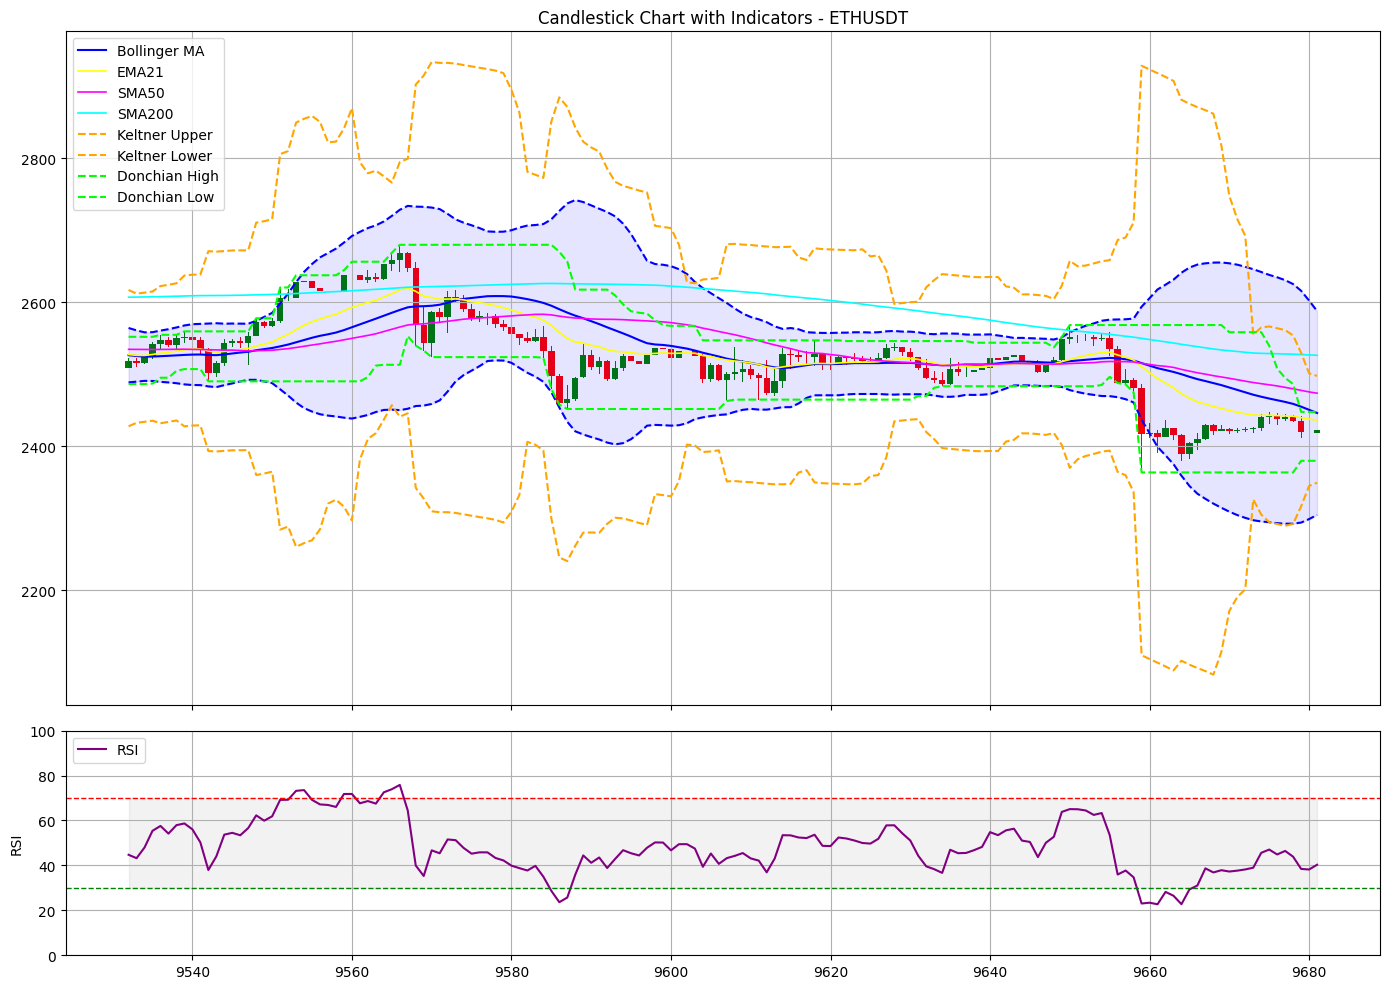 Candlestick Chart with Indicators - ETHUSDT
Bollinger MA
EMA21
SMA50
SMA200
Keltner Upper
Keltner Lower
Donchian High
Donchian Low
2800
2600
2400
2200
RSI
100
80
60
40
20
0
RSI
9540 9560 9580 9600 9620 9640 9660 9680